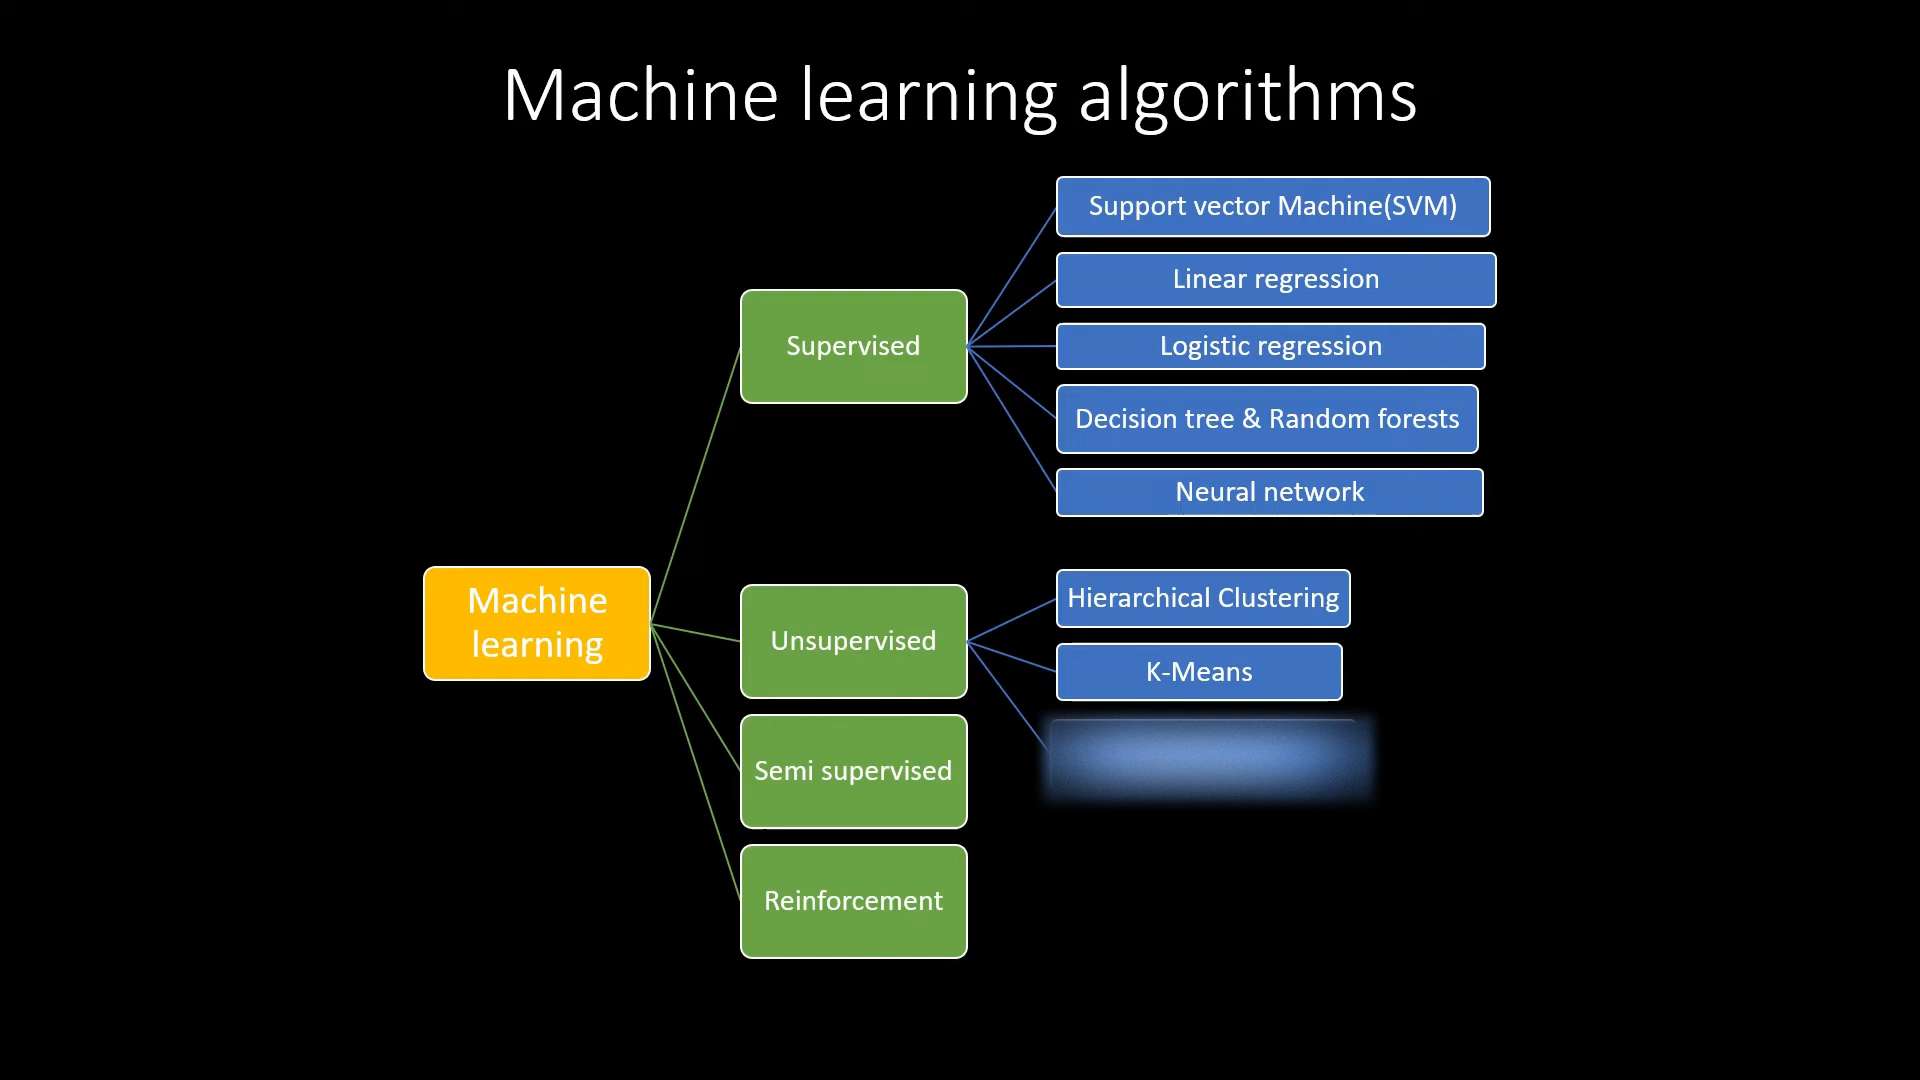 Machine learning algorithms
Support vector Machine(SVM)
Linear regression
Supervised
Logistic regression
Decision tree & Random forests
Neural network
Machine
learning
Unsupervised
Hierarchical Clustering
K-Means
Semi supervised
Reinforcement